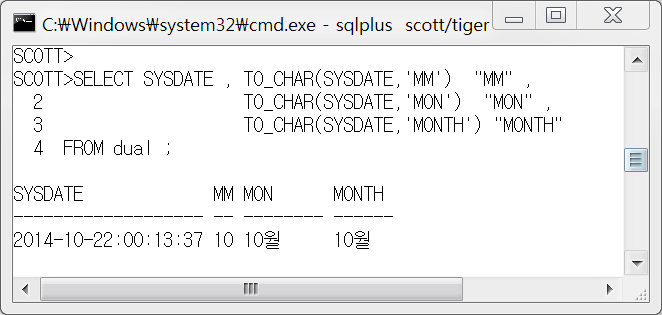 C:₩Windows₩system32₩cmd.exe - sqlplus  scott/tiger
SCOTT>
SCOTT>SELECT SYSDATE , TO_CHAR(SYSDATE,'MM')  "MM" ,
  2                    TO_CHAR(SYSDATE,'MON')  "MON" ,
  3                    TO_CHAR(SYSDATE,'MONTH') "MONTH"
  4  FROM dual ;
SYSDATE             MM MON      MONTH
------------------- -- -------- ------
2014-10-22:00:13:37 10 10월     10월